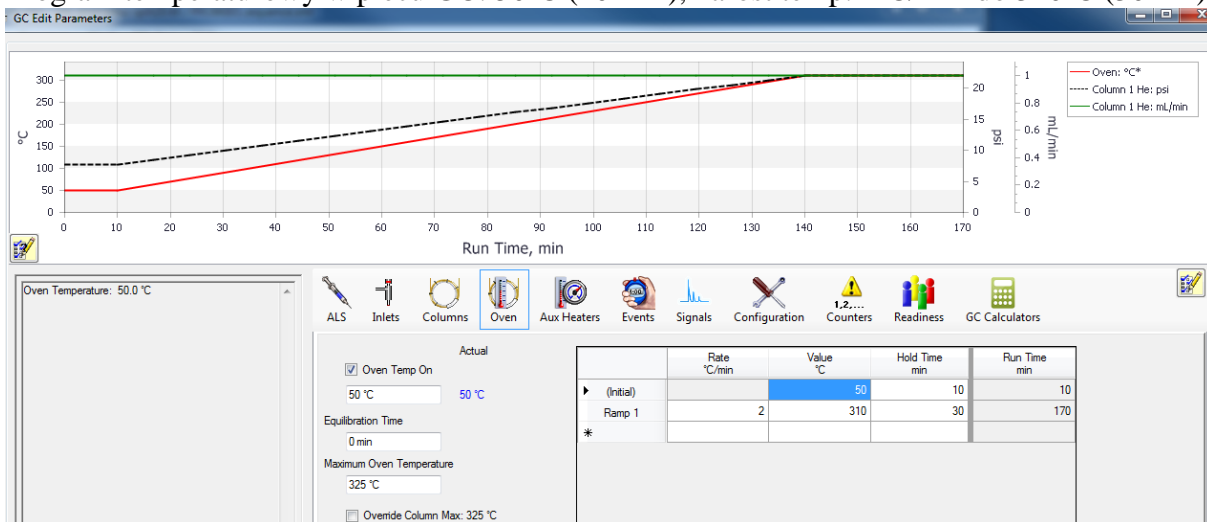 GC Edit Parameters
300
250
200
150
100
50
0
°C
0 10 20 30 40 50 60 70 80 90 100 110 120 130 140 150 160 170
Run Time, min
20
15
10
5
0
psi
1
0.8
0.6
0.4
0.2
0
mL/min
Oven: °C*
Column 1 He: psi
Column 1 He: mL/min
Oven Temperature: 50.0 °C
ALS Inlets Columns Oven Aux Heaters Events Signals Configuration Counters Readiness GC Calculators
1,2,...
Actual
Oven Temp On
50 °C 50 °C
Equilibration Time
0 min
Maximum Oven Temperature
325 °C
Override Column Max: 325 °C
Rate Value Hold Time Run Time
°C/min °C min min
(Initial) 50 10 10
Ramp 1 2 310 30 170